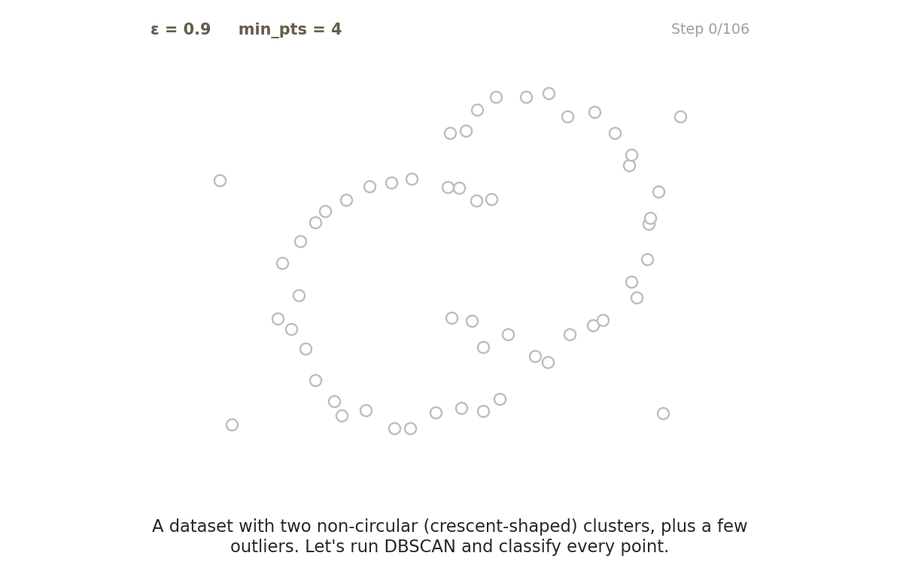 ε = 0.9 min_pts = 4 Step 0/106
A dataset with two non-circular (crescent-shaped) clusters, plus a few
outliers. Let's run DBSCAN and classify every point.